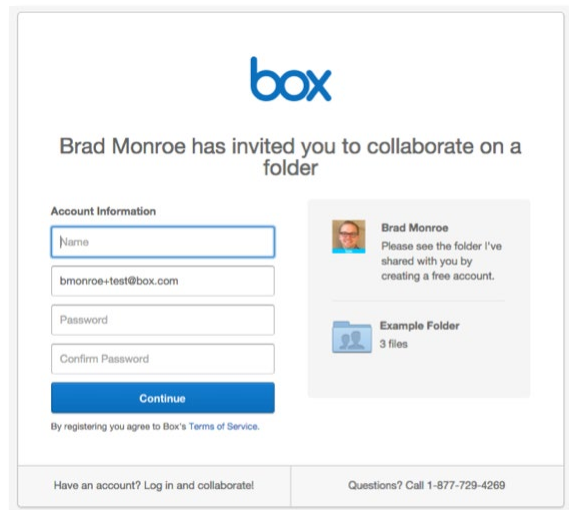 box
Brad Monroe has invited you to collaborate on a
folder
Account Information
Name
bmonroe+test@box.com
Password
Confirm Password
Continue
By registering you agree to Box's Terms of Service.
Brad Monroe
Please see the folder I've
shared with you by
creating a free account.
Example Folder
3 files
Have an account? Log in and collaborate!
Questions? Call 1-877-729-4269